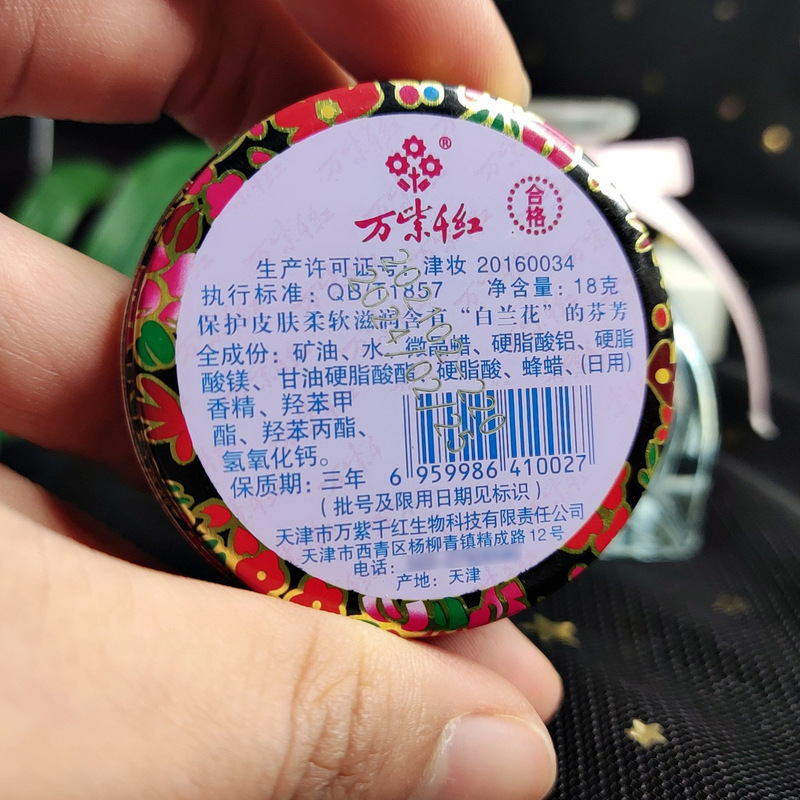 ®
万紫千红
合格
生产许可证号：津妆 20160034
执行标准：QB/T1857 净含量：18克
保护皮肤柔软滋润含有“白兰花”的芬芳
全成份：矿油、水、微晶蜡、硬脂酸铝、硬脂
酸镁、甘油硬脂酸酯、硬脂酸、蜂蜡、(日用)
香精、羟苯甲
酯、羟苯丙酯、
氢氧化钙。
6 959986 410027
保质期：三年
(批号及限用日期见标识)
天津市万紫千红生物科技有限责任公司
天津市西青区杨柳青镇精成路12号
电话：
产地：天津